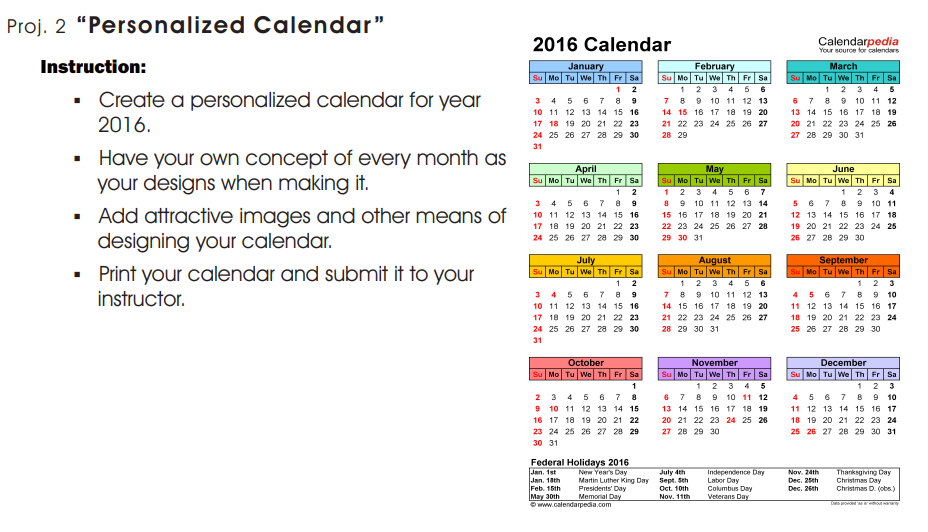 Proj. 2 “Personalized Calendar”
Instruction:
▪ Create a personalized calendar for year
2016.
▪ Have your own concept of every month as
your designs when making it.
▪ Add attractive images and other means of
designing your calendar.
▪ Print your calendar and submit it to your
instructor.
2016 Calendar
Calendarpedia
Your source for calendars
January February March
Su Mo Tu We Th Fr Sa Su Mo Tu We Th Fr Sa Su Mo Tu We Th Fr Sa
1 2 1 2 3 4 5 6 1 2 3 4 5
3 4 5 6 7 8 9 7 8 9 10 11 12 13 6 7 8 9 10 11 12
10 11 12 13 14 15 16 14 15 16 17 18 19 20 13 14 15 16 17 18 19
17 18 19 20 21 22 23 21 22 23 24 25 26 27 20 21 22 23 24 25 26
24 25 26 27 28 29 30 28 29 27 28 29 30 31
31
April May June
Su Mo Tu We Th Fr Sa Su Mo Tu We Th Fr Sa Su Mo Tu We Th Fr Sa
1 2 1 2 3 4 5 6 7 1 2 3 4
3 4 5 6 7 8 9 8 9 10 11 12 13 14 5 6 7 8 9 10 11
10 11 12 13 14 15 16 15 16 17 18 19 20 21 12 13 14 15 16 17 18
17 18 19 20 21 22 23 22 23 24 25 26 27 28 19 20 21 22 23 24 25
24 25 26 27 28 29 30 29 30 31 26 27 28 29 30
July August September
Su Mo Tu We Th Fr Sa Su Mo Tu We Th Fr Sa Su Mo Tu We Th Fr Sa
1 2 1 2 3 4 5 6 1 2 3
3 4 5 6 7 8 9 7 8 9 10 11 12 13 4 5 6 7 8 9 10
10 11 12 13 14 15 16 14 15 16 17 18 19 20 11 12 13 14 15 16 17
17 18 19 20 21 22 23 21 22 23 24 25 26 27 18 19 20 21 22 23 24
24 25 26 27 28 29 30 28 29 30 31 25 26 27 28 29 30
31
October November December
Su Mo Tu We Th Fr Sa Su Mo Tu We Th Fr Sa Su Mo Tu We Th Fr Sa
1 1 2 3 4 5 1 2 3
2 3 4 5 6 7 8 6 7 8 9 10 11 12 4 5 6 7 8 9 10
9 10 11 12 13 14 15 13 14 15 16 17 18 19 11 12 13 14 15 16 17
16 17 18 19 20 21 22 20 21 22 23 24 25 26 18 19 20 21 22 23 24
23 24 25 26 27 28 29 27 28 29 30 25 26 27 28 29 30 31
30 31
Federal Holidays 2016
Jan. 1st New Year's Day July 4th Independence Day Nov. 24th Thanksgiving Day
Jan. 18th Martin Luther King Day Sept. 5th Labor Day Dec. 25th Christmas Day
Feb. 15th Presidents' Day Oct. 10th Columbus Day Dec. 26th Christmas D. (obs.)
May 30th Memorial Day Nov. 11th Veterans Day
© www.calendarpedia.com Data provided 'as is' without warranty